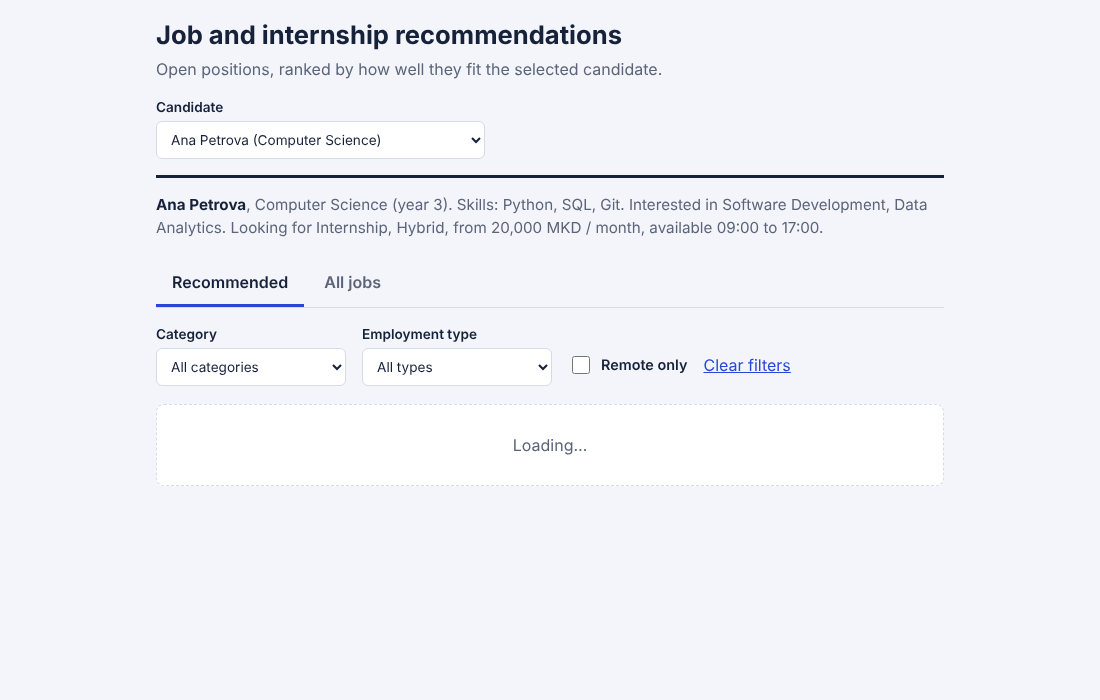 Job and internship recommendations
Open positions, ranked by how well they fit the selected candidate.
Candidate
Ana Petrova (Computer Science)
Ana Petrova, Computer Science (year 3). Skills: Python, SQL, Git. Interested in Software Development, Data
Analytics. Looking for Internship, Hybrid, from 20,000 MKD / month, available 09:00 to 17:00.
Recommended All jobs
Category Employment type
All categories All types Remote only Clear filters
Loading...